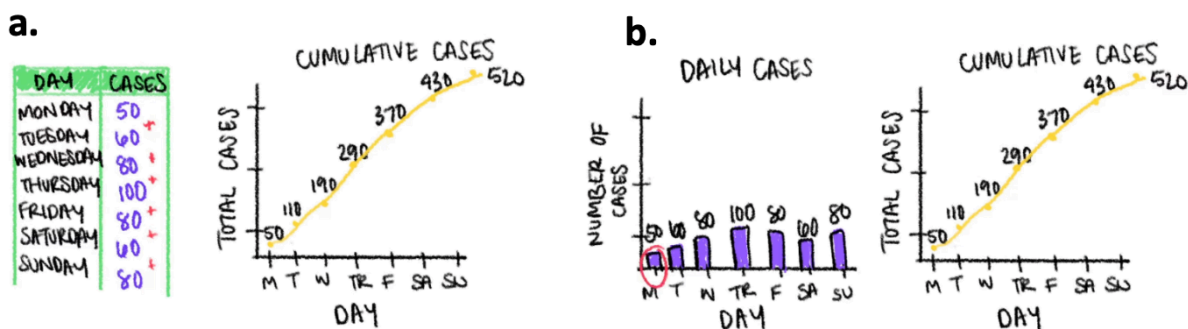 a.
DAY CASES
MONDAY 50
TUESDAY 60 +
WEDNESDAY 80 +
THURSDAY 100 +
FRIDAY 80 +
SATURDAY 60 +
SUNDAY 80 +
CUMULATIVE CASES
TOTAL CASES
50 110 190 290 370 430 520
M T W TR F SA SU
DAY
b.
DAILY CASES
NUMBER OF
CASES
50 60 80 100 80 60 80
M T W TR F SA SU
DAY
CUMULATIVE CASES
TOTAL CASES
50 110 190 290 370 430 520
M T W TR F SA SU
DAY